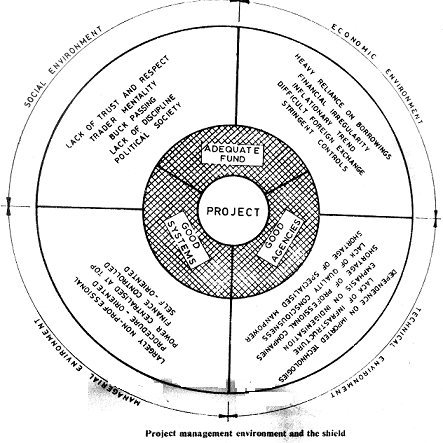 SOCIAL ENVIRONMENT
ECONOMIC ENVIRONMENT
LACK OF TRUST AND RESPECT
TRADER MENTALITY
BUCK PASSING
LACK OF DISCIPLINE
POLITICAL SOCIETY
HEAVY RELIANCE ON BORROWINGS
FINANCIAL IRREGULARITY
INFLATIONARY TREND
DIFFICULT FOREIGN EXCHANGE
STRINGENT CONTROLS
ADEQUATE
FUND
PROJECT
GOOD
SYSTEMS
GOOD
AGENCIES
LARGELY NON-PROFESSIONAL
PROCEDURE ORIENTED
POWER CENTRALISED AT TOP
FINANCE CONTROLLED
SELF-ORIENTED
DEPENDENCE ON IMPORTED TECHNOLOGIES
LACK OF INFRASTRUCTURE
EMPHASIS ON INDIGENISATION
SHORTAGE OF PROFESSIONAL COMPANIES
LACK OF QUALITY CONSCIOUSNESS
SHORTAGE OF SPECIALISED MANPOWER
MANAGERIAL ENVIRONMENT
TECHNICAL ENVIRONMENT
Project management environment and the shield